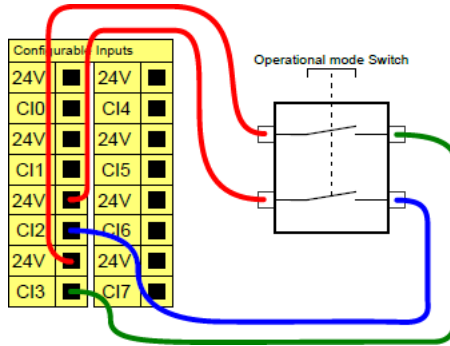 Configurable Inputs
24V 24V
CI0 CI4
24V 24V
CI1 CI5
24V 24V
CI2 CI6
24V 24V
CI3 CI7
Operational mode Switch